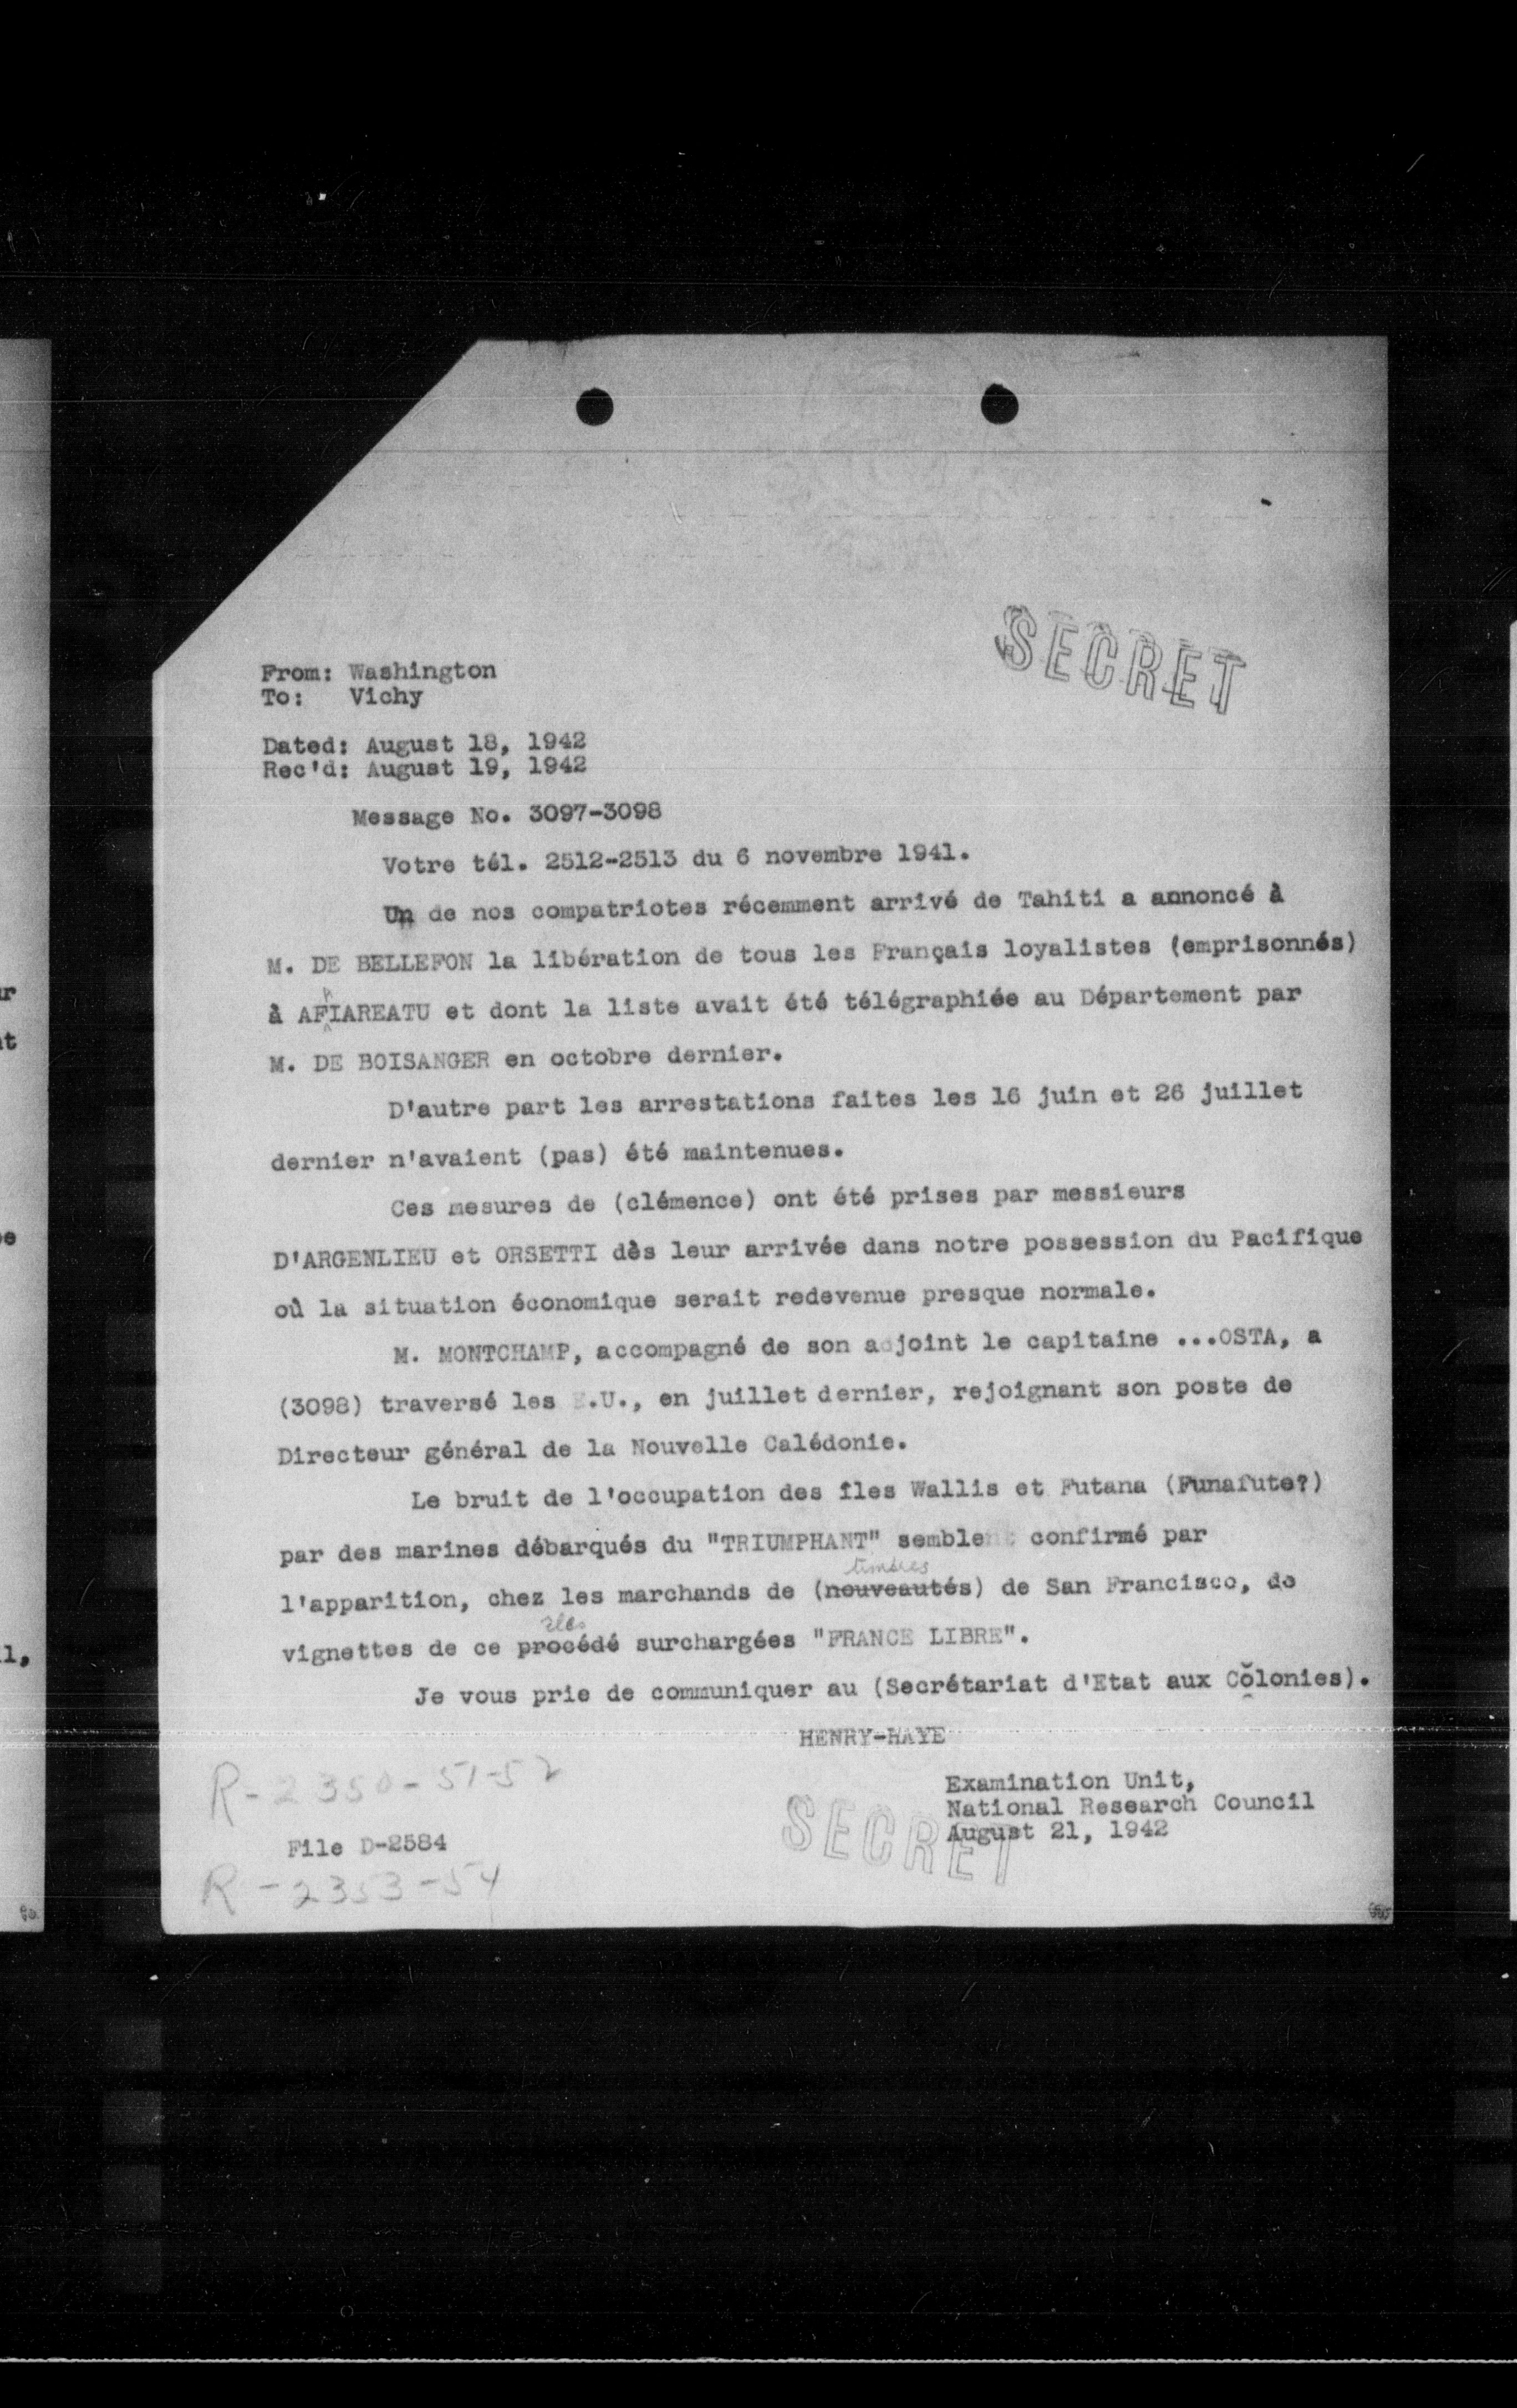 SECRET
From: Washington
To: Vichy
Dated: August 18, 1942
Rec'd: August 19, 1942
Message No. 3097-3098
Votre tél. 2512-2513 du 6 novembre 1941.
Un de nos compatriotes récemment arrivé de Tahiti a annoncé à
M. DE BELLEFON la libération de tous les Français loyalistes (emprisonnés)
à AFIAREATU et dont la liste avait été télégraphiée au Département par
M. DE BOISANGER en octobre dernier.
D'autre part les arrestations faites les 16 juin et 26 juillet
dernier n'avaient (pas) été maintenues.
Ces mesures de (clémence) ont été prises par messieurs
D'ARGENLIEU et ORSETTI dès leur arrivée dans notre possession du Pacifique
où la situation économique serait redevenue presque normale.
M. MONTCHAMP, accompagné de son adjoint le capitaine ...OSTA, a
(3098) traversé les E.U., en juillet dernier, rejoignant son poste de
Directeur général de la Nouvelle Calédonie.
Le bruit de l'occupation des îles Wallis et Futana (Funafute?)
par des marines débarqués du "TRIUMPHANT" semble confirmé par
timbres
l'apparition, chez les marchands de (nouveautés) de San Francisco, de
vignettes de ce procédé surchargées "FRANCE LIBRE".
Je vous prie de communiquer au (Secrétariat d'Etat aux Colonies).
HENRY-HAYE
R-2350-51-52
Examination Unit,
National Research Council
August 21, 1942
SECRET
File D-2584
R-2353-54